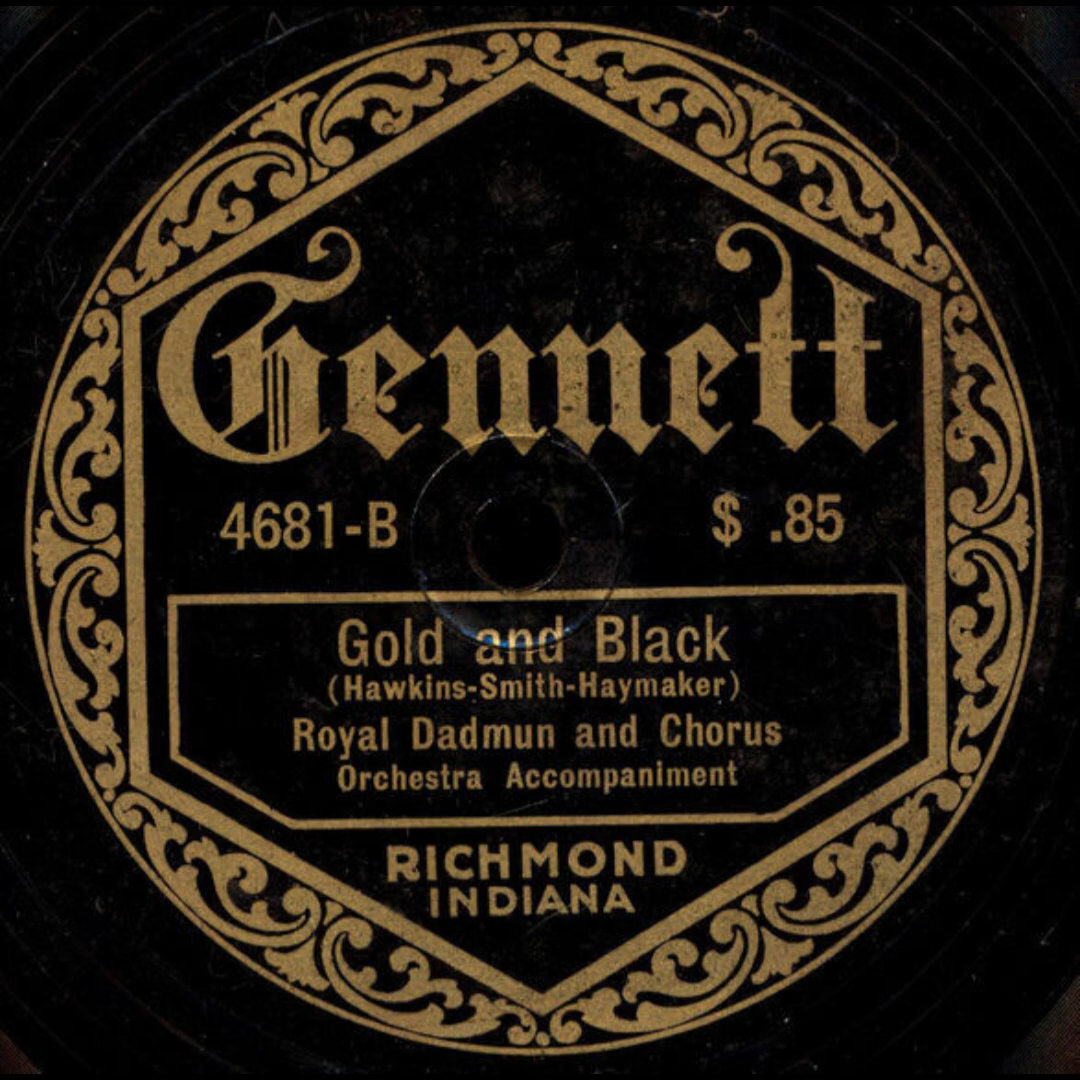 Gennett
4681-B $ .85
Gold and Black
(Hawkins-Smith-Haymaker)
Royal Dadmun and Chorus
Orchestra Accompaniment
RICHMOND
INDIANA